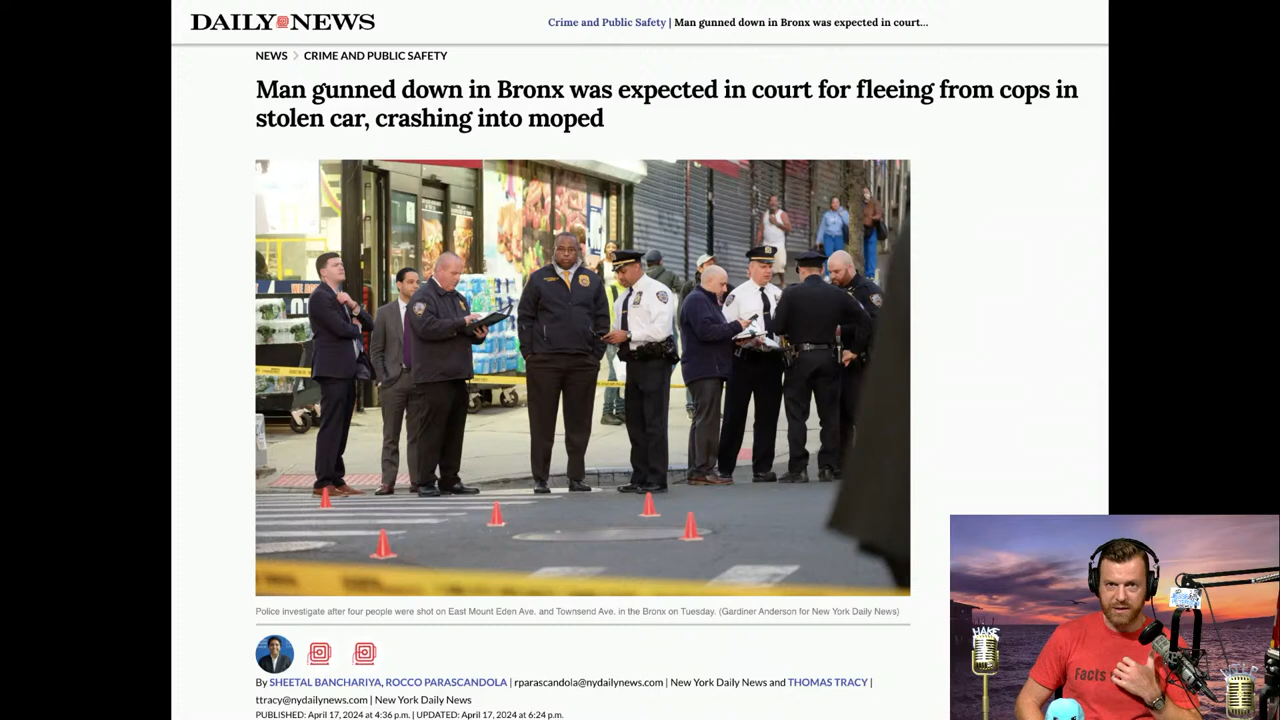 DAILY NEWS
Crime and Public Safety | Man gunned down in Bronx was expected in court…
NEWS > CRIME AND PUBLIC SAFETY
Man gunned down in Bronx was expected in court for fleeing from cops in
stolen car, crashing into moped
Police investigate after four people were shot on East Mount Eden Ave. and Townsend Ave. in the Bronx on Tuesday. (Gardiner Anderson for New York Daily News)
By SHEETAL BANCHARIYA, ROCCO PARASCANDOLA | rparascandola@nydailynews.com | New York Daily News and THOMAS TRACY |
ttracy@nydailynews.com | New York Daily News
PUBLISHED: April 17, 2024 at 4:36 p.m. | UPDATED: April 17, 2024 at 6:24 p.m.
HAKE
Facts